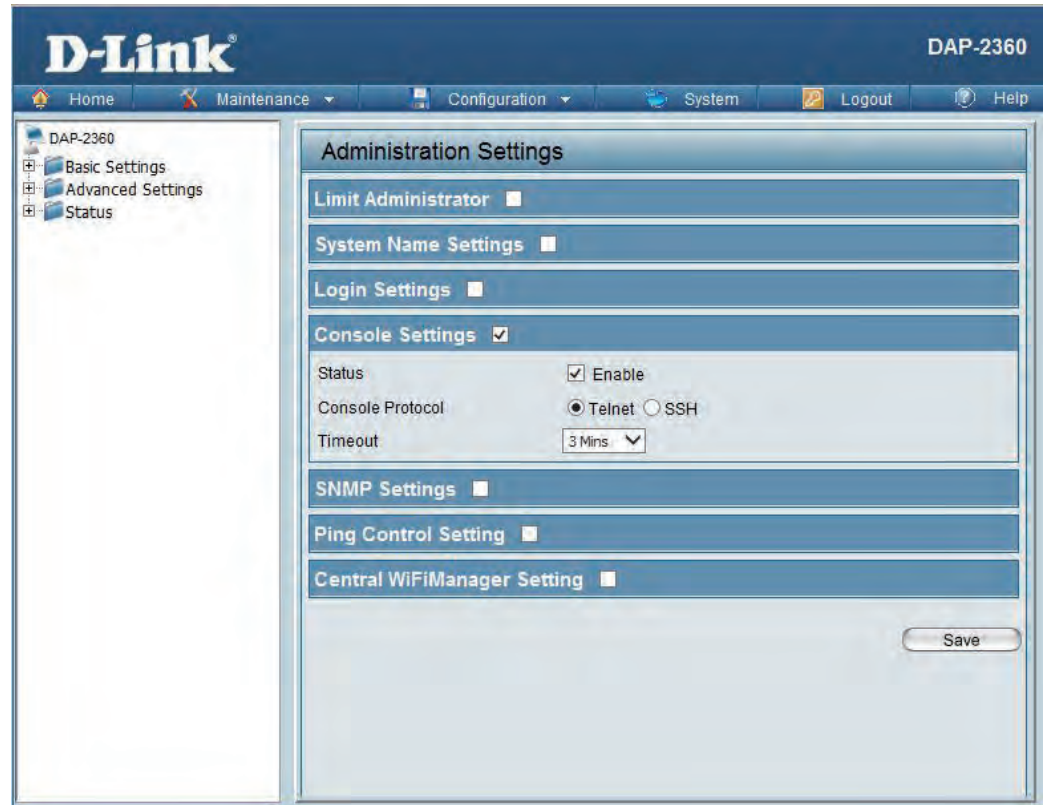 D-Link®
DAP-2360
Home Maintenance Configuration System Logout Help
DAP-2360
Basic Settings
Advanced Settings
Status
Administration Settings
Limit Administrator
System Name Settings
Login Settings
Console Settings
Status Enable
Console Protocol Telnet SSH
Timeout 3 Mins
SNMP Settings
Ping Control Setting
Central WiFiManager Setting
Save